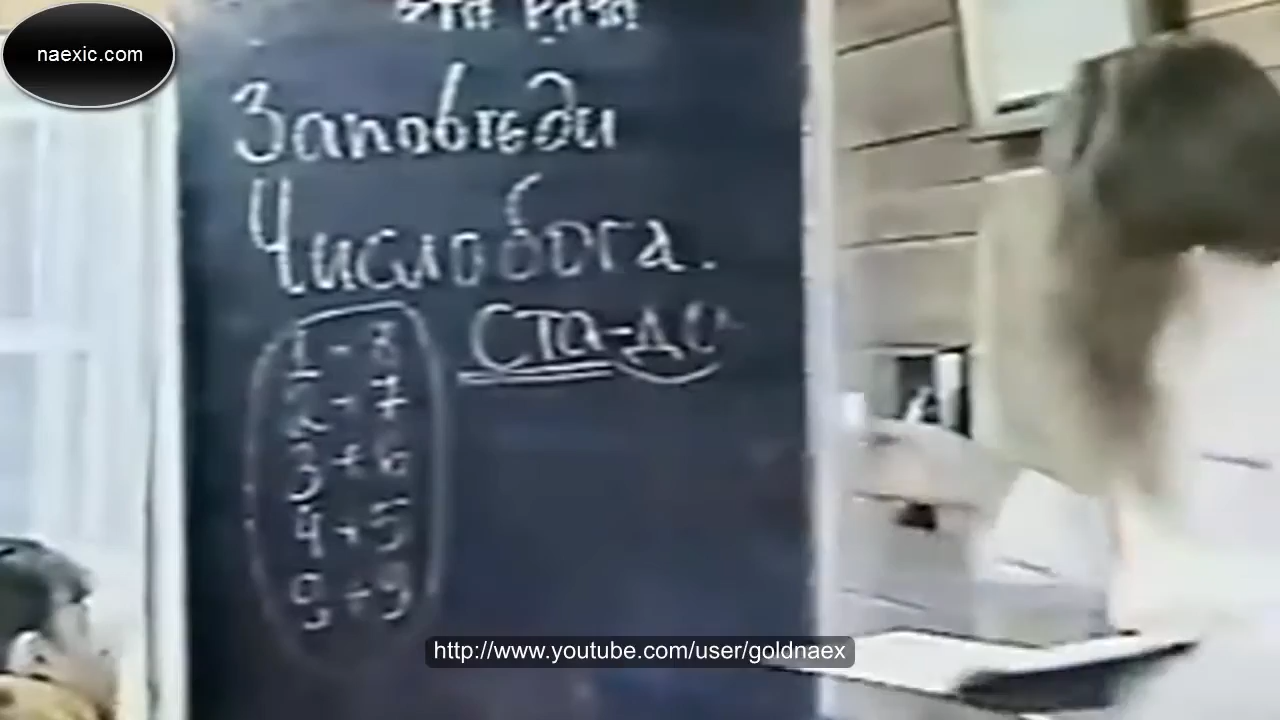 naexic.com
Заповѣди
Числобога.
1 - 8
2 + 7
3 + 6
4 + 5
9 + 9
ста-до
http://www.youtube.com/user/goldnaex